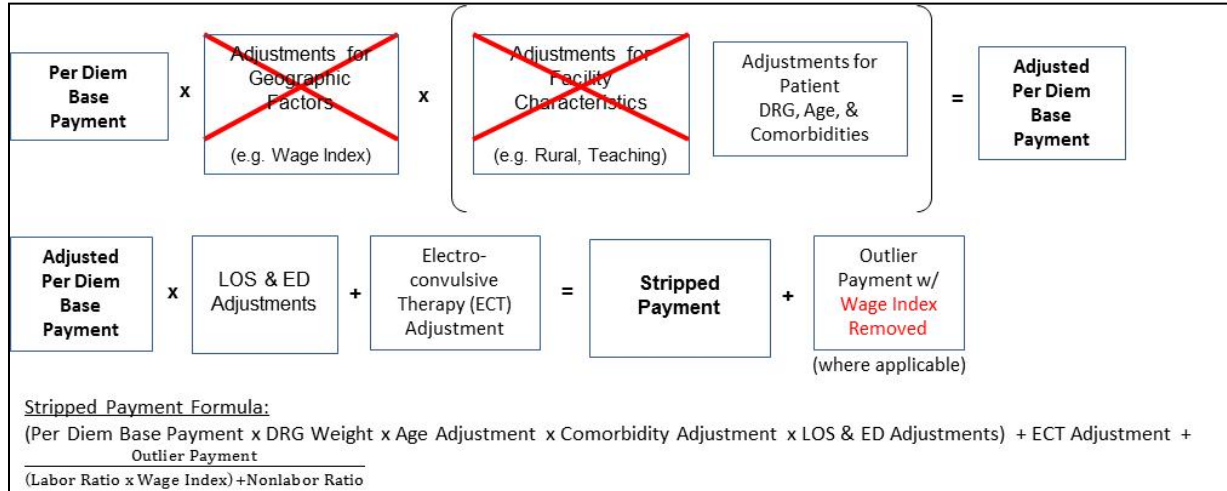 Per Diem
Base
Payment
x
Adjustments for
Geographic
Factors
(e.g. Wage Index)
x
Adjustments for
Facility
Characteristics
(e.g. Rural, Teaching)
Adjustments for
Patient
DRG, Age, &
Comorbidities
=
Adjusted
Per Diem
Base
Payment
Adjusted
Per Diem
Base
Payment
x
LOS & ED
Adjustments
+
Electro-
convulsive
Therapy (ECT)
Adjustment
=
Stripped
Payment
+
Outlier
Payment w/
Wage Index
Removed
(where applicable)
Stripped Payment Formula:
(Per Diem Base Payment x DRG Weight x Age Adjustment x Comorbidity Adjustment x LOS & ED Adjustments) + ECT Adjustment +
Outlier Payment
(Labor Ratio x Wage Index) +Nonlabor Ratio